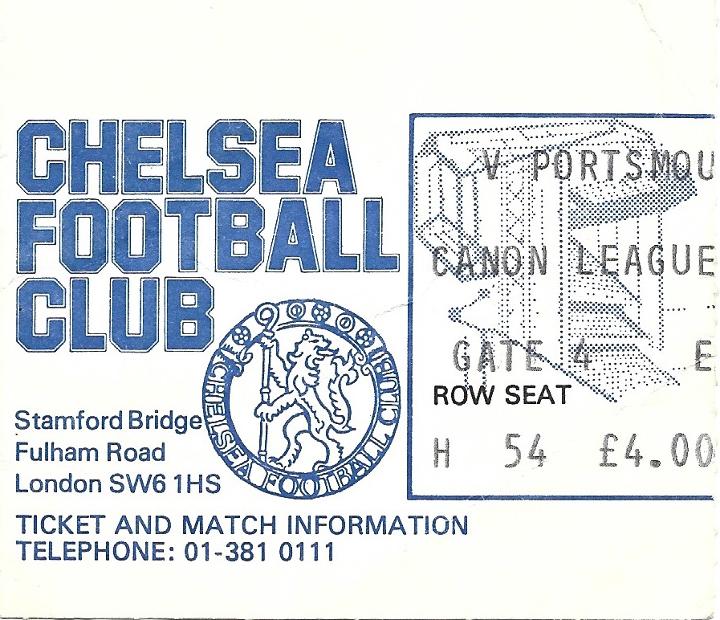 CHELSEA
FOOTBALL
CLUB
CHELSEA FOOTBALL CLUB
Stamford Bridge
Fulham Road
London SW6 1HS
TICKET AND MATCH INFORMATION
TELEPHONE: 01-381 0111
V PORTSMOU
CANON LEAGUE
GATE 4 E
ROW SEAT
H 54 £4.00